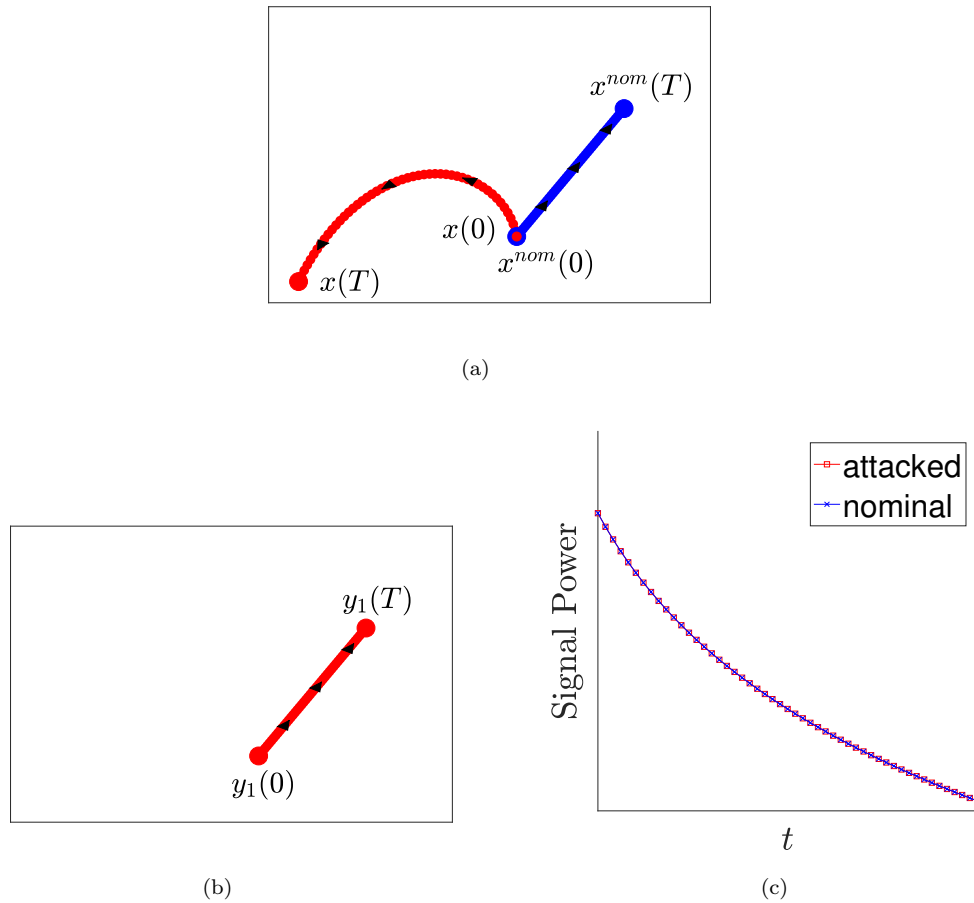 x^{nom}(T)
x(0)
x^{nom}(0)
x(T)
(a)
attacked
nominal
Signal Power
y_1(T)
y_1(0)
t
(b)
(c)